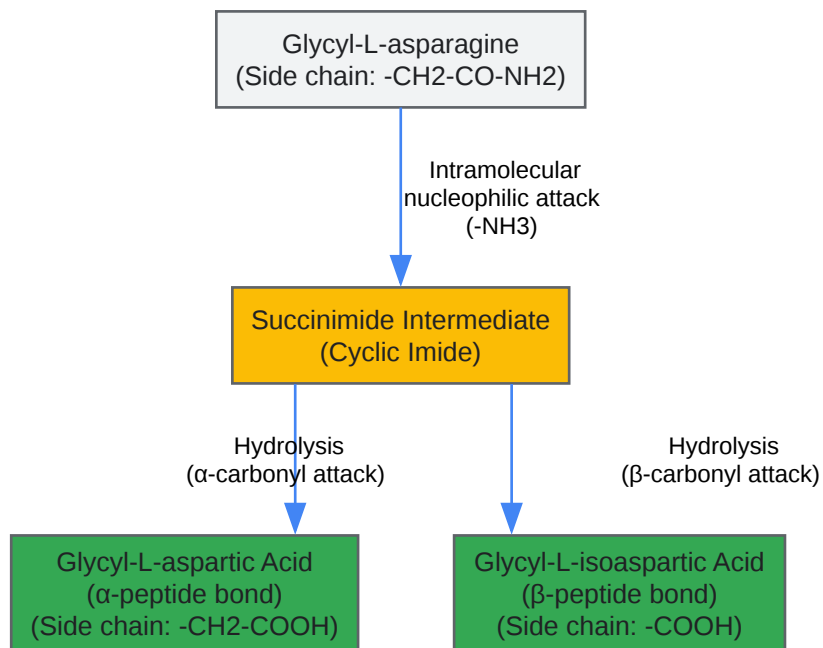 Glycyl-L-asparagine
(Side chain: -CH2-CO-NH2)
Intramolecular
nucleophilic attack
(-NH3)
Succinimide Intermediate
(Cyclic Imide)
Hydrolysis
(α-carbonyl attack)
Hydrolysis
(β-carbonyl attack)
Glycyl-L-aspartic Acid
(α-peptide bond)
(Side chain: -CH2-COOH)
Glycyl-L-isoaspartic Acid
(β-peptide bond)
(Side chain: -COOH)